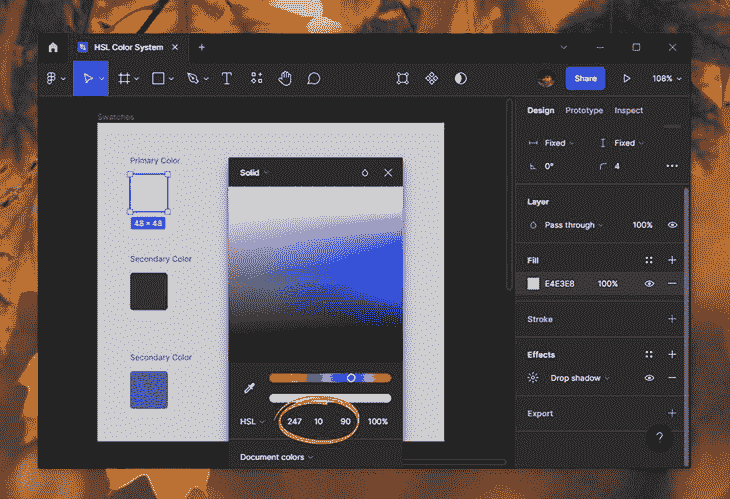 HSL Color System
Share
108%
Swatches
Primary Color
48 × 48
Secondary Color
Secondary Color
Solid
HSL 247 10 90 100%
Document colors
Design Prototype Inspect
Fixed Fixed
0° 4
Layer
Pass through 100%
Fill
E4E3E8 100%
Stroke
Effects
Drop shadow
Export
?